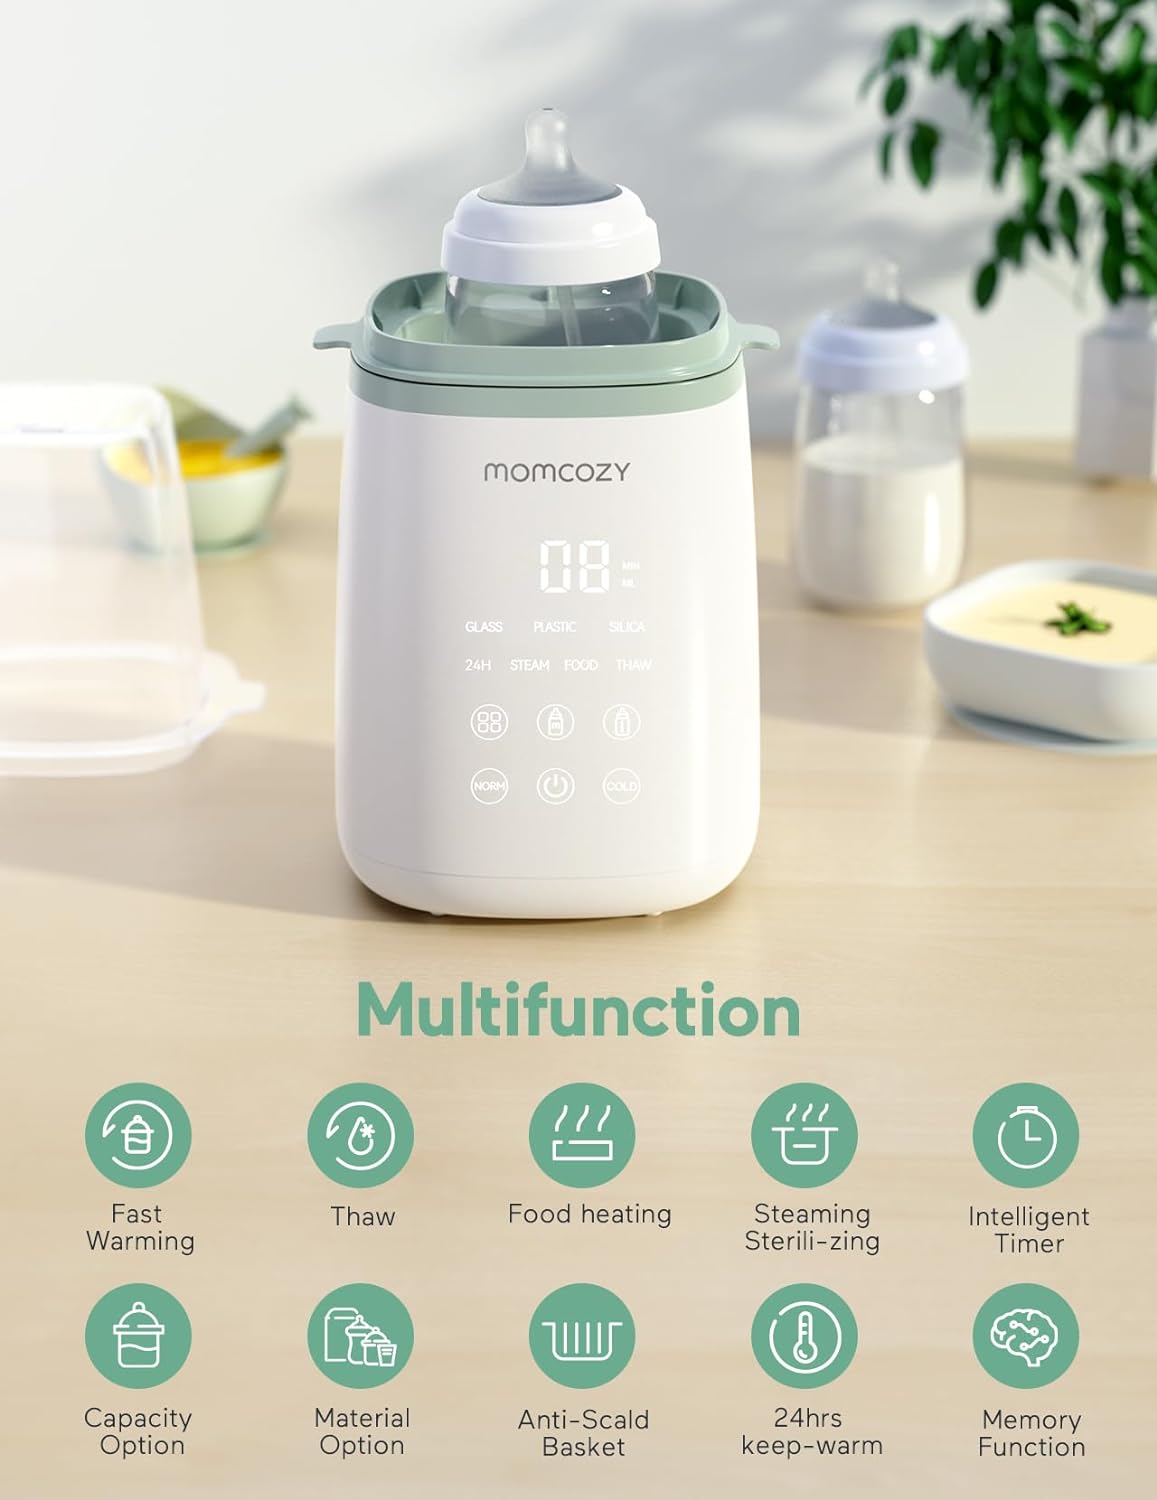 momcozy
08 MIN
ML
GLASS PLASTIC SILICA
24H STEAM FOOD THAW
NORM COLD
Multifunction
Fast
Warming
Thaw
Food heating
Steaming
Sterili-zing
Intelligent
Timer
Capacity
Option
Material
Option
Anti-Scald
Basket
24hrs
keep-warm
Memory
Function